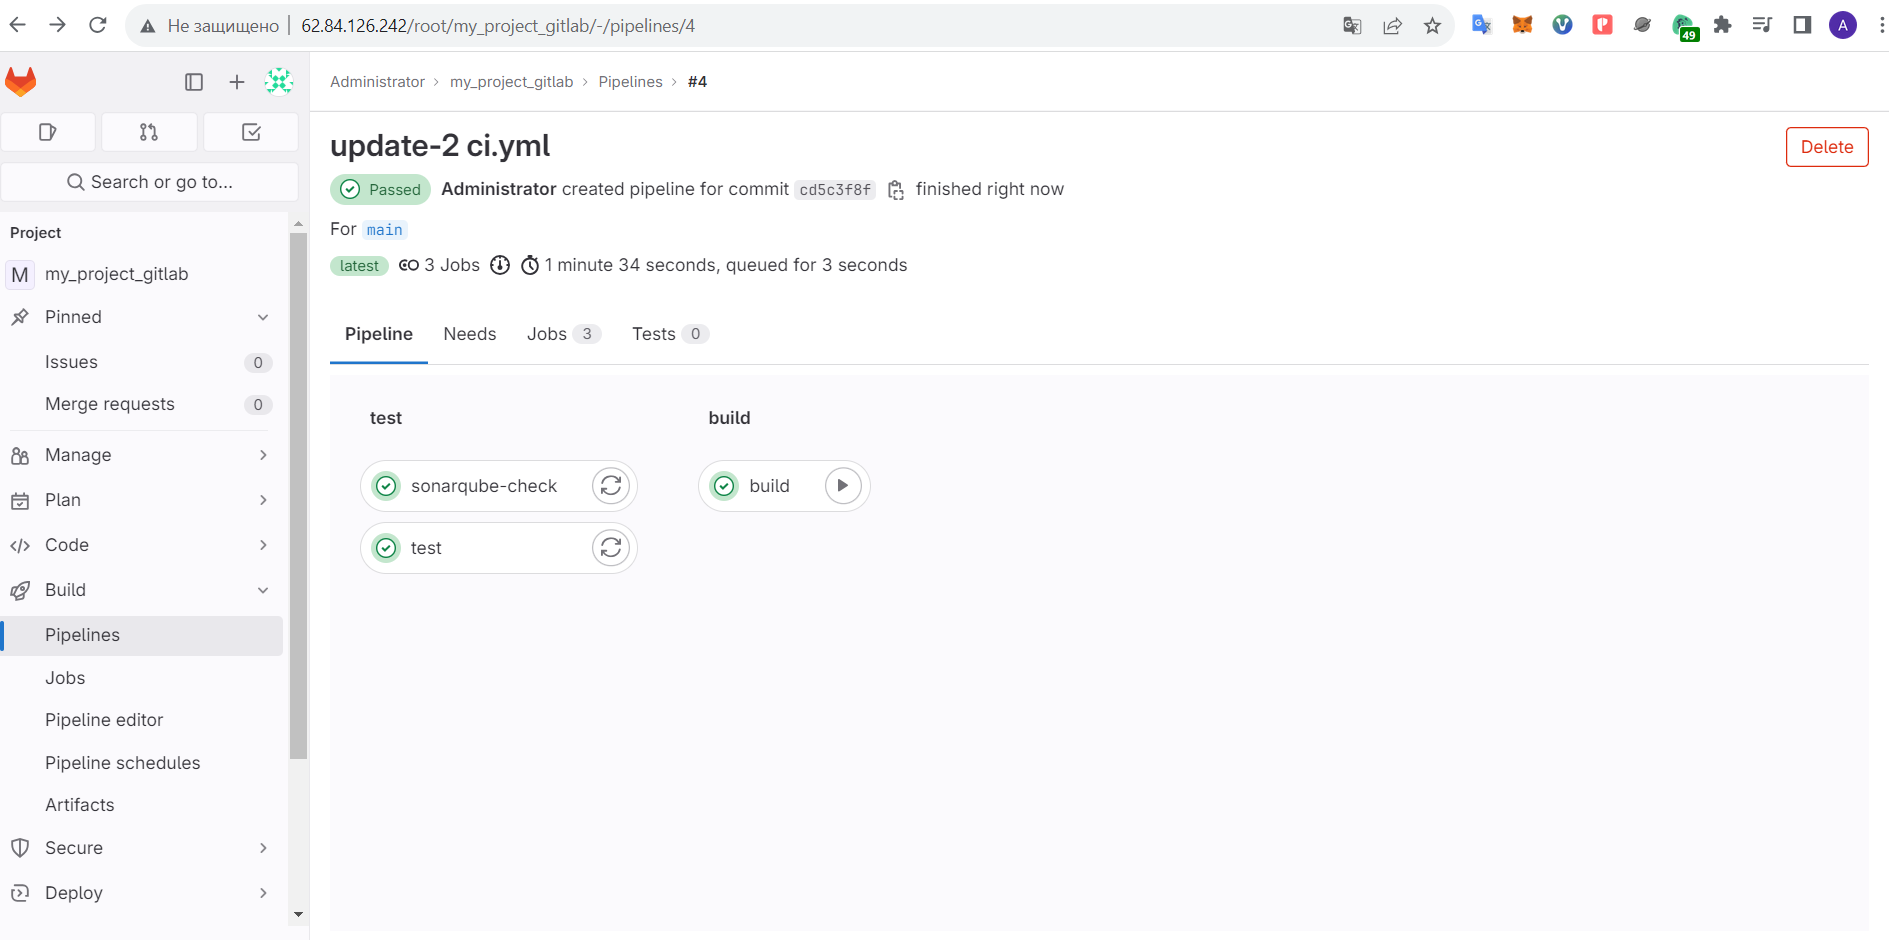 Не защищено | 62.84.126.242/root/my_project_gitlab/-/pipelines/4
49
A
Administrator › my_project_gitlab › Pipelines › #4
Search or go to...
Project
M my_project_gitlab
Pinned
Issues 0
Merge requests 0
Manage
Plan
Code
Build
Pipelines
Jobs
Pipeline editor
Pipeline schedules
Artifacts
Secure
Deploy
update-2 ci.yml
Delete
Passed Administrator created pipeline for commit cd5c3f8f finished right now
For main
latest 3 Jobs 1 minute 34 seconds, queued for 3 seconds
Pipeline Needs Jobs 3 Tests 0
test
sonarqube-check
test
build
build